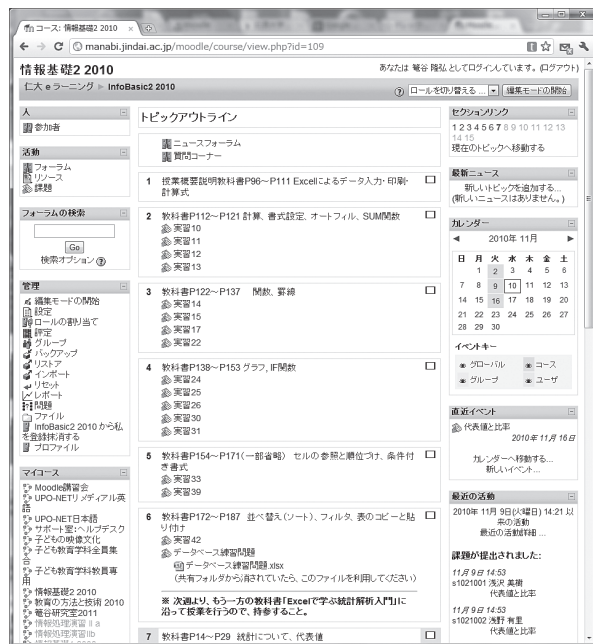 コース: 情報基礎2 2010
manabi.jindai.ac.jp/moodle/course/view.php?id=109
情報基礎2 2010
あなたは 菴谷 隆弘 としてログインしています。(ログアウト)
仁大 e ラーニング ▶ InfoBasic2 2010
ロールを切り替える ...
編集モードの開始
人
参加者
活動
フォーラム
リソース
課題
フォーラムの検索
Go
検索オプション
管理
編集モードの開始
設定
ロールの割り当て
評定
グループ
バックアップ
リストア
インポート
リセット
レポート
問題
ファイル
InfoBasic2 2010 から私
を登録抹消する
プロファイル
マイコース
Moodle講習会
UPO-NETリメディアル英
語
UPO-NET日本語
サポート室:ヘルプデスク
子どもの映像文化
子ども教育学科全員集
合
子ども教育学科教員専
用
情報基礎2 2010
教育の方法と技術 2010
菴谷研究室2011
情報処理演習 II a
情報処理演習IIb
トピックアウトライン
ニュースフォーラム
質問コーナー
1 授業概要説明教科書P96～P111 Excelによるデータ入力・印刷・
計算式
2 教科書P112～P121 計算、書式設定、オートフィル、SUM関数
実習10
実習11
実習12
実習13
3 教科書P122～P137 関数、罫線
実習14
実習15
実習17
実習22
4 教科書P138～P153 グラフ, IF関数
実習24
実習25
実習26
実習30
実習31
5 教科書P154～P171(一部省略) セルの参照と順位づけ、条件付
き書式
実習33
実習39
6 教科書P172～P187 並べ替え(ソート)、フィルタ、表のコピーと貼
り付け
実習42
データベース練習問題
データベース練習問題.xlsx
(共有フォルダから消されていたら、このファイルを利用してください)
※ 次週より、もう一方の教科書「Excelで学ぶ統計解析入門」に
沿って授業を行うので、持参すること。
7 教科書P14～P29 統計について、代表値
セクションリンク
1 2 3 4 5 6 7 8 9 10 11 12 13
14 15
現在のトピックへ移動する
最新ニュース
新しいトピックを追加する...
(新しいニュースはありません。)
カレンダー
◀ 2010年 11月 ▶
日 月 火 水 木 金 土
1 2 3 4 5 6
7 8 9 10 11 12 13
14 15 16 17 18 19 20
21 22 23 24 25 26 27
28 29 30
イベントキー
グローバル コース
グループ ユーザ
直近イベント
代表値と比率
2010年 11月 16日
カレンダーへ移動する...
新しいイベント...
最近の活動
2010年 11月 9日(火曜日) 14:21 以
来の活動
最近の活動詳細 ...
課題が提出されました:
11月 9日 14:53
s1021001 浅沢 美樹
代表値と比率
11月 9日 14:53
s1021002 浅野 有里
代表値と比率